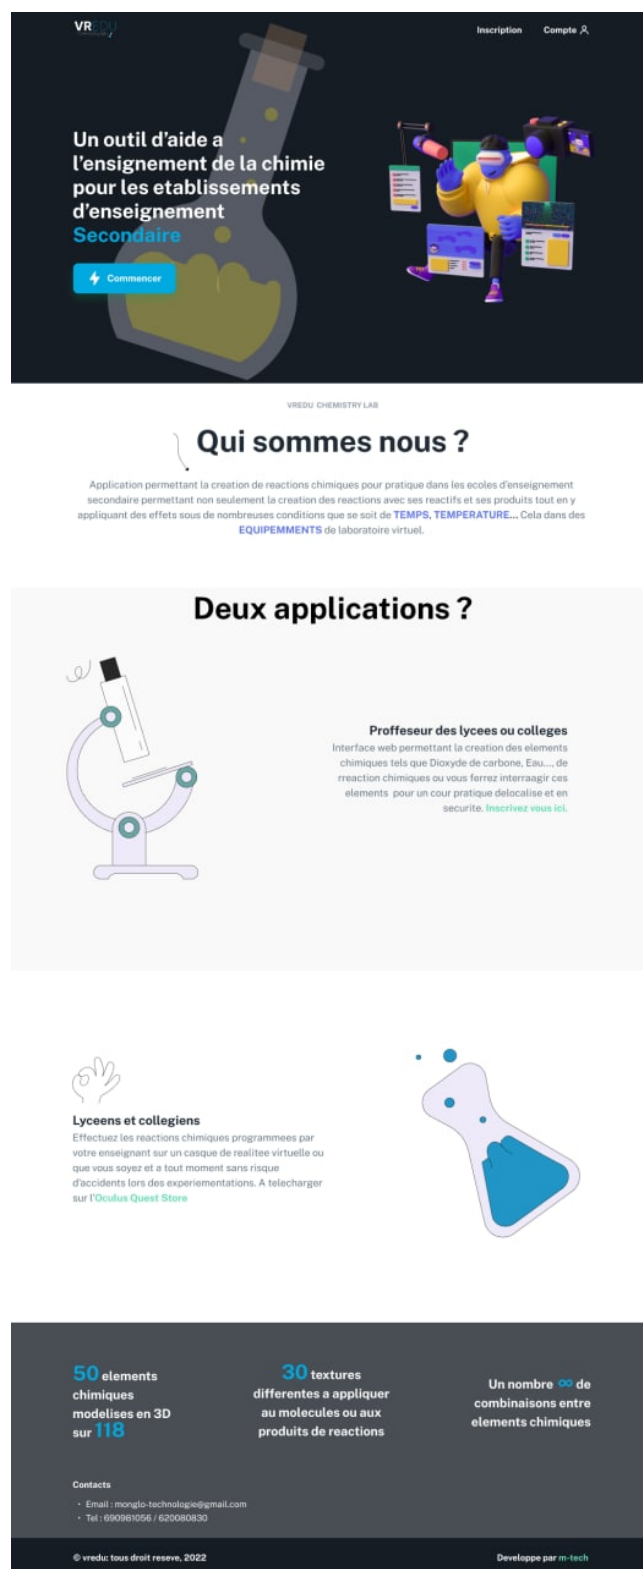 VREDU
Inscription
Compte
Un outil d’aide a
l’ensignement de la chimie
pour les etablissements
d’enseignement
Secondaire
Commencer
VREDU CHEMISTRY LAB
Qui sommes nous ?
Application permettant la creation de reactions chimiques pour pratique dans les ecoles d’enseignement
secondaire permettant non seulement la creation des reactions avec ses reactifs et ses produits tout en y
appliquant des effets sous de nombreuses conditions que se soit de TEMPS, TEMPERATURE... Cela dans des
EQUIPEMMENTS de laboratoire virtuel.
Deux applications ?
Proffeseur des lycees ou colleges
Interface web permettant la creation des elements
chimiques tels que Dioxyde de carbone, Eau..., de
rreaction chimiques ou vous ferrez interraagir ces
elements pour un cour pratique delocalise et en
securite. Inscrivez vous ici.
Lyceens et collegiens
Effectuez les reactions chimiques programmees par
votre enseignant sur un casque de realitee virtuelle ou
que vous soyez et a tout moment sans risque
d’accidents lors des experiementations. A telecharger
sur l’Oculus Quest Store
50 elements
chimiques
modelises en 3D
sur 118
30 textures
differentes a appliquer
au molecules ou aux
produits de reactions
Un nombre ∞ de
combinaisons entre
elements chimiques
Contacts
• Email : monglo-technologie@gmail.com
• Tel : 690981056 / 620080830
© vredu: tous droit reseve, 2022
Developpe par m-tech